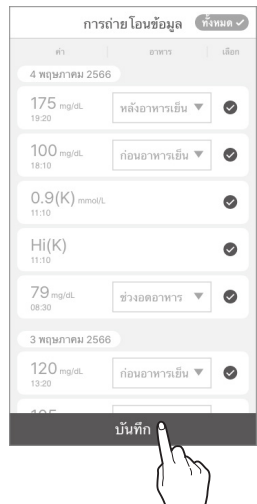 การถ่ายโอนข้อมูล ทั้งหมด
ค่า อาหาร เลือก
4 พฤษภาคม 2566
175 mg/dL หลังอาหารเย็น
19:20
100 mg/dL ก่อนอาหารเย็น
18:10
0.9(K) mmol/L
11:10
Hi(K)
11:10
79 mg/dL ช่วงอดอาหาร
08:30
3 พฤษภาคม 2566
120 mg/dL ก่อนอาหารเย็น
13:20
บันทึก